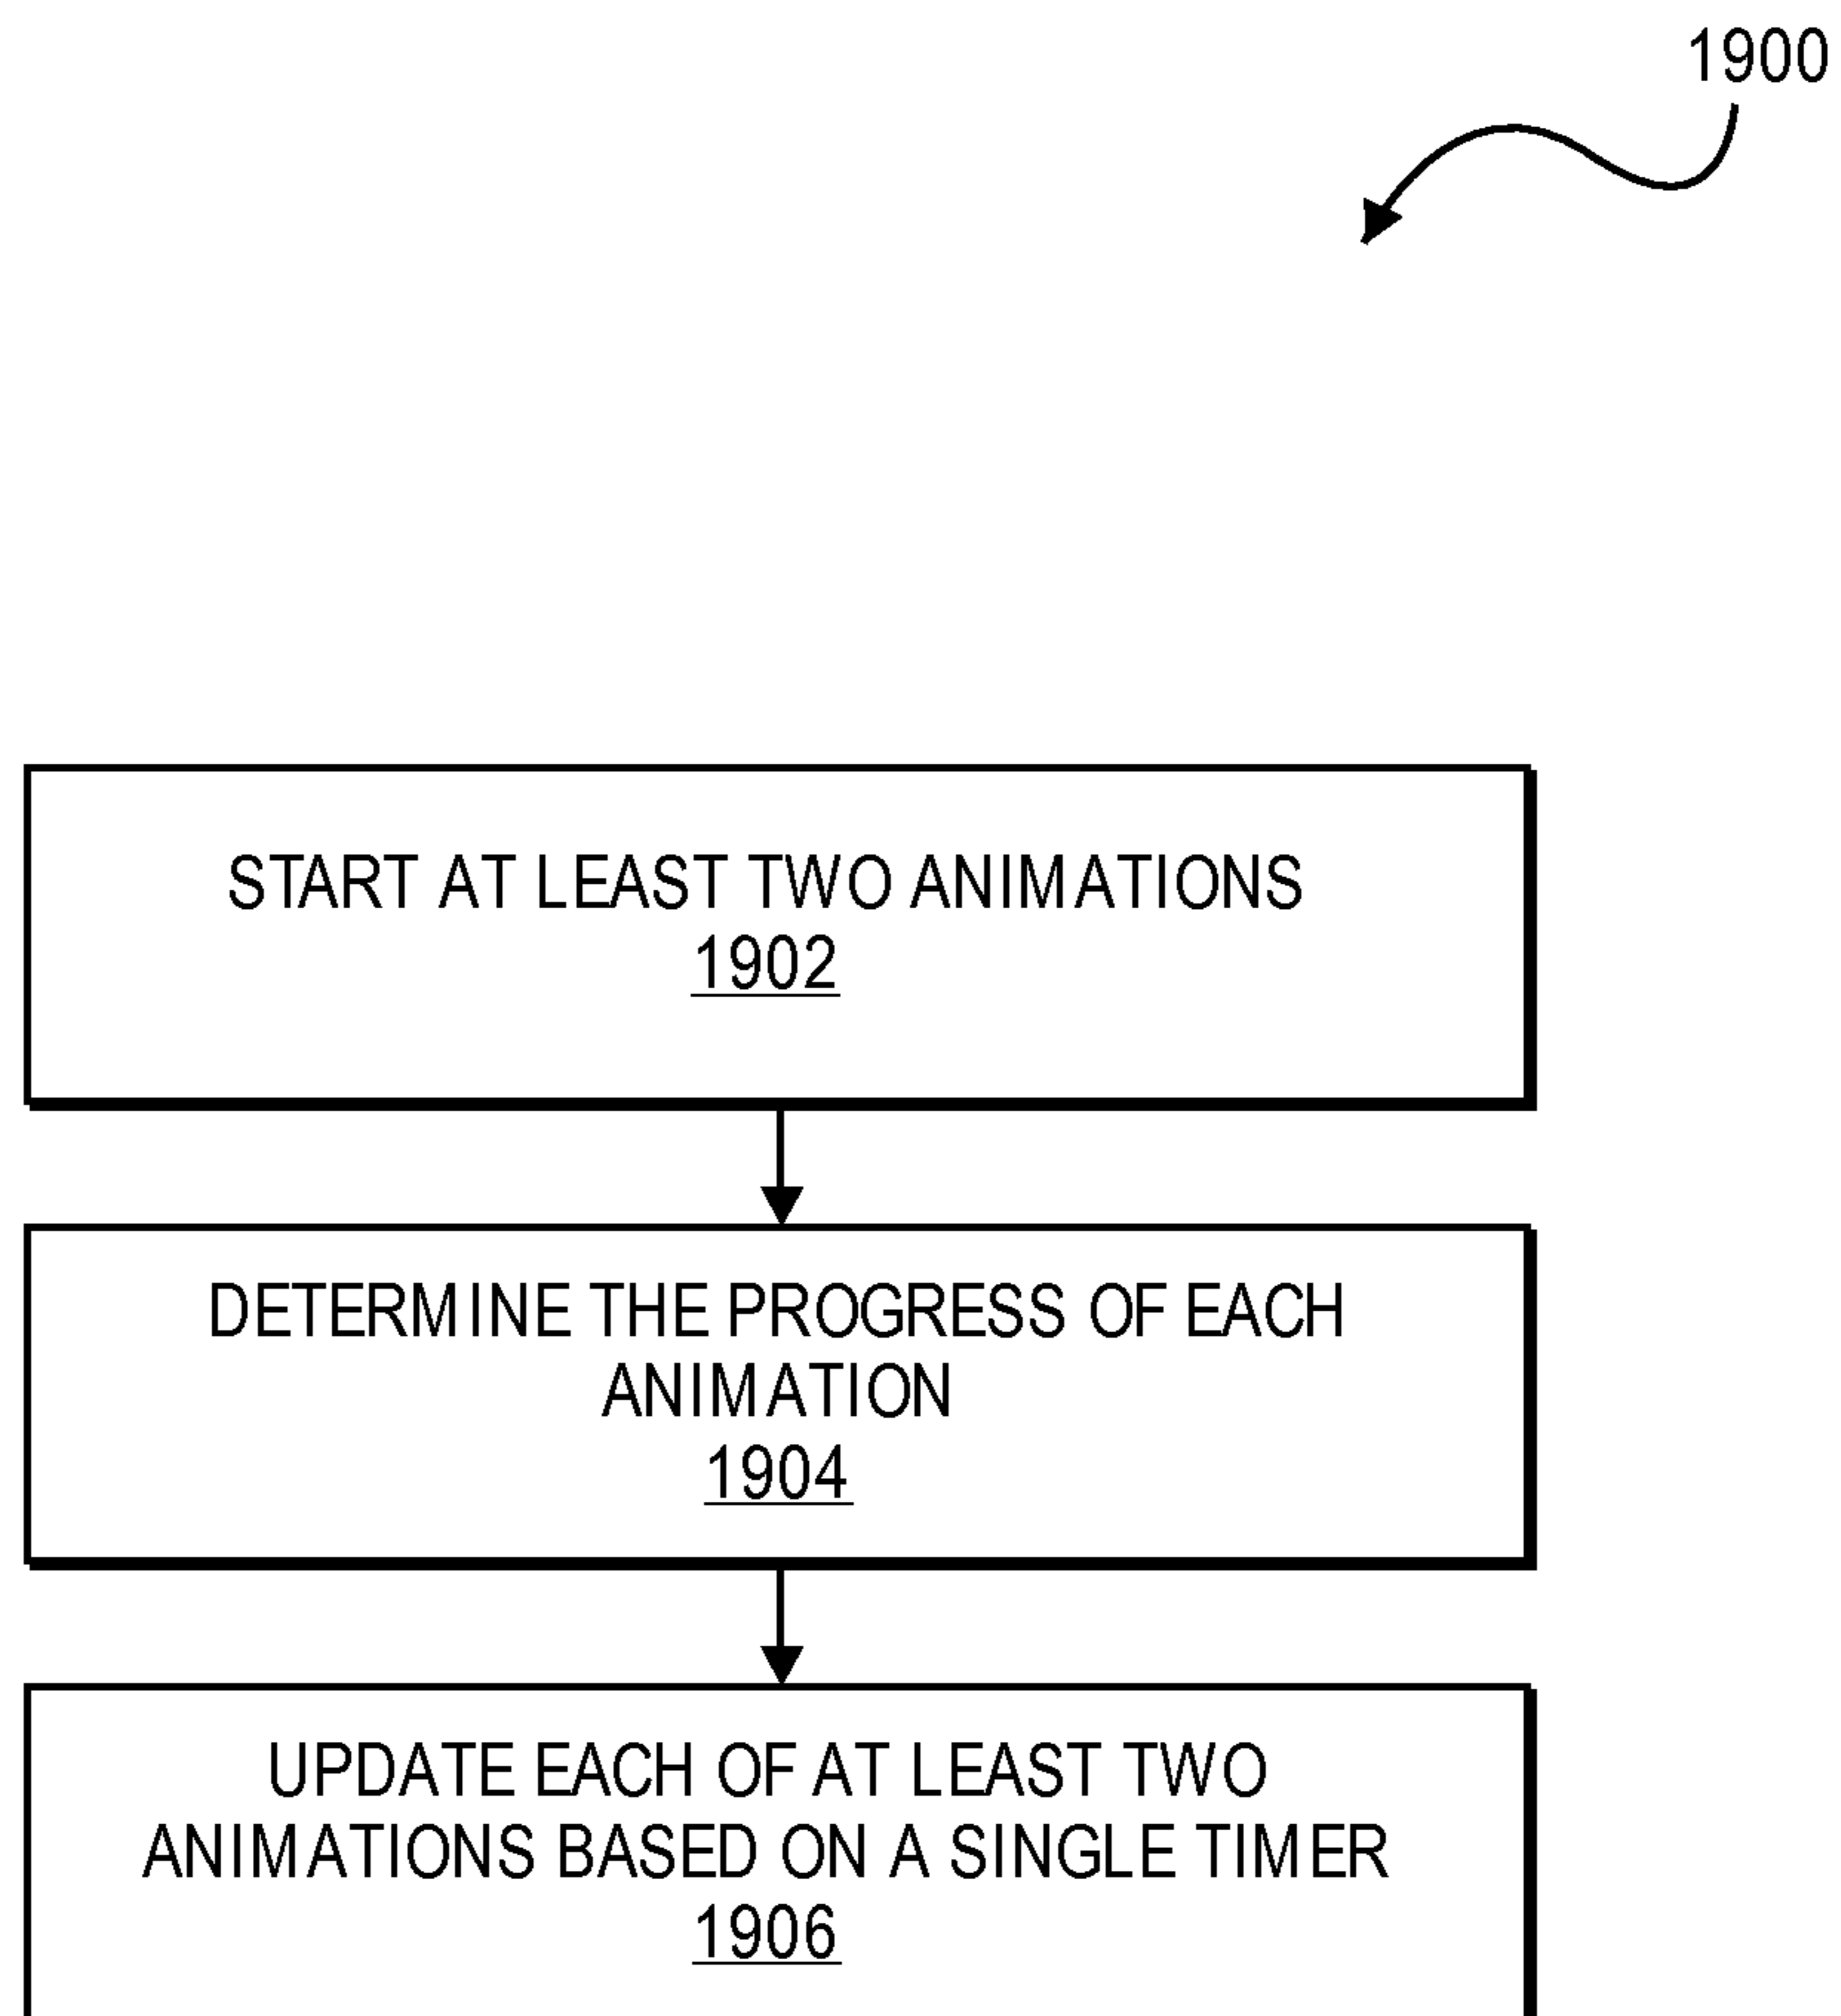 1900
START AT LEAST TWO ANIMATIONS
1902
DETERMINE THE PROGRESS OF EACH
ANIMATION
1904
UPDATE EACH OF AT LEAST TWO
ANIMATIONS BASED ON A SINGLE TIMER
1906